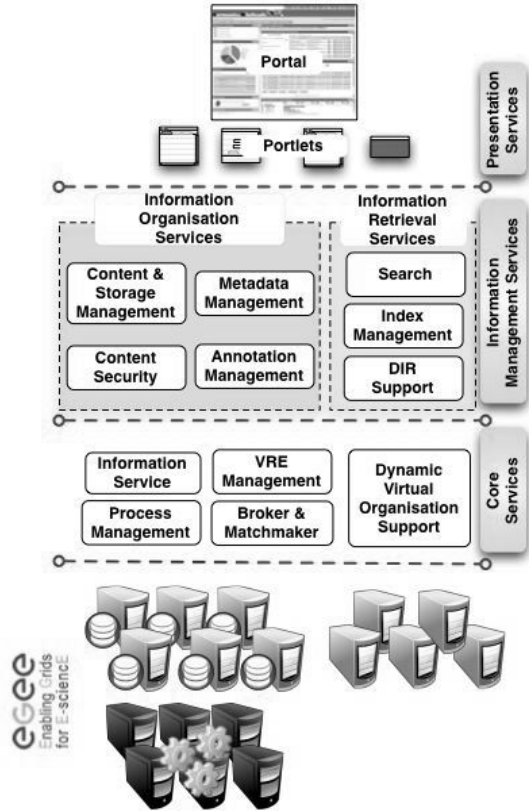 Portal
Portlets
Presentation
Services
Information
Organisation
Services
Information
Retrieval
Services
Content &
Storage
Management
Metadata
Management
Content
Security
Annotation
Management
Search
Index
Management
DIR
Support
Information
Management Services
Information
Service
VRE
Management
Process
Management
Broker &
Matchmaker
Dynamic
Virtual
Organisation
Support
Core
Services
eGee
Enabling Grids
for E-sciencE